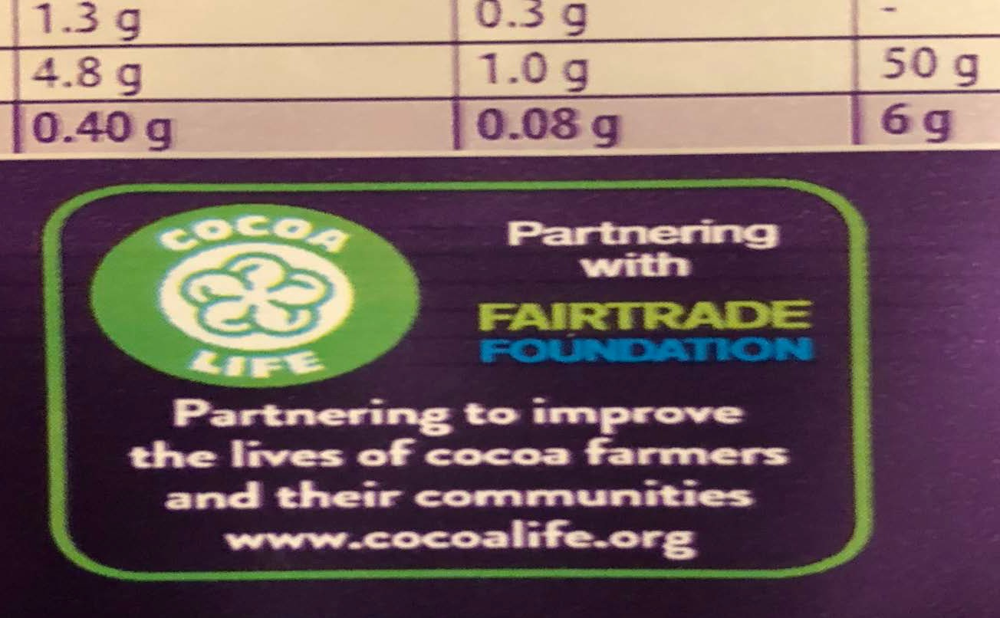 1.3 g 0.3 g -
4.8 g 1.0 g 50 g
0.40 g 0.08 g 6 g
COCOA
LIFE
Partnering
with
FAIRTRADE
FOUNDATION
Partnering to improve
the lives of cocoa farmers
and their communities
www.cocoalife.org